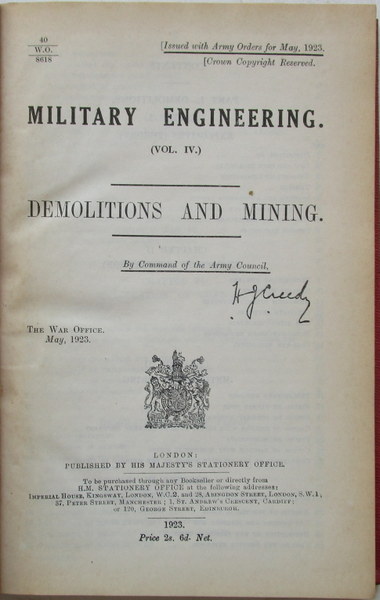 40
W.O.
8618
[Issued with Army Orders for May, 1923.
[Crown Copyright Reserved.
MILITARY ENGINEERING.
(VOL. IV.)
DEMOLITIONS AND MINING.
By Command of the Army Council,
H J Creedy
THE WAR OFFICE.
May, 1923.
LONDON:
PUBLISHED BY HIS MAJESTY'S STATIONERY OFFICE.
To be purchased through any Bookseller or directly from
H.M. STATIONERY OFFICE at the following addresses:
IMPERIAL HOUSE, KINGSWAY, LONDON, W.C.2. and 28, ABINGDON STREET, LONDON, S.W.1;
37, PETER STREET, MANCHESTER; 1, ST. ANDREW'S CRESCENT, CARDIFF;
or 120, GEORGE STREET, EDINBURGH.
1923.
Price 2s. 6d. Net.